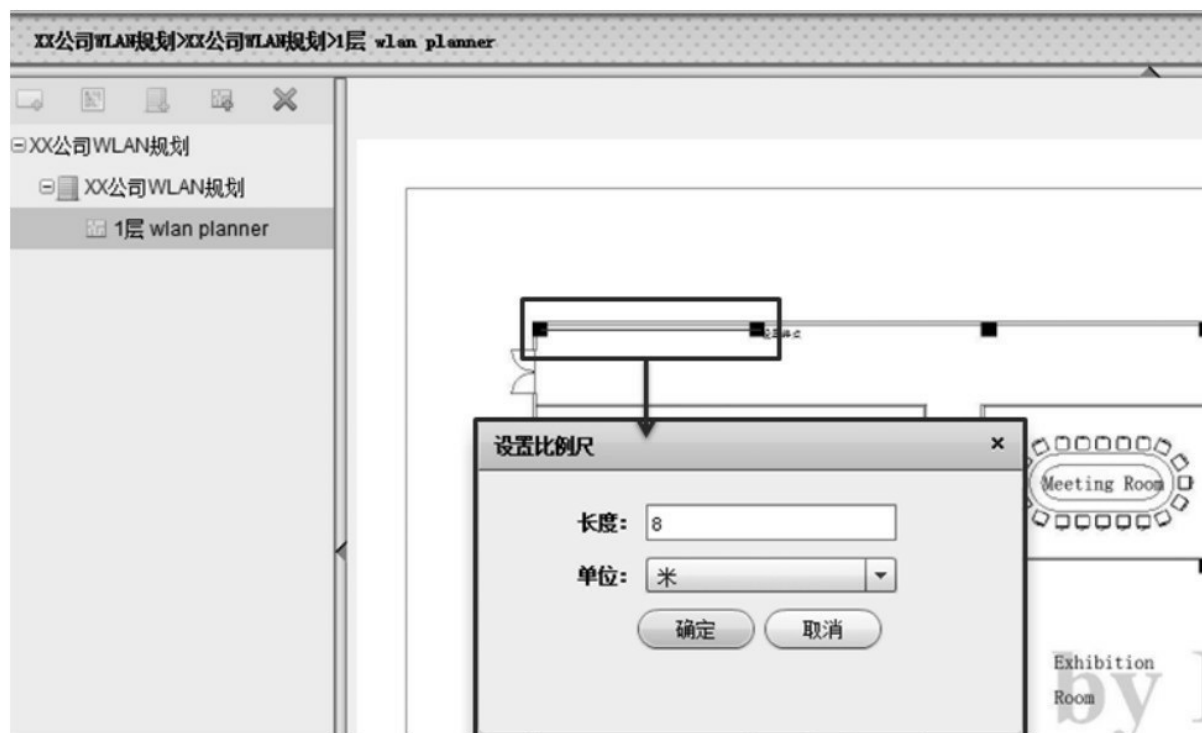 XX公司WLAN规划>XX公司WLAN规划>1层 wlan planner
XX公司WLAN规划
XX公司WLAN规划
1层 wlan planner
设置比例尺
长度：
8
单位：
米
确定
取消
Meeting Room
Exhibition
Room
by